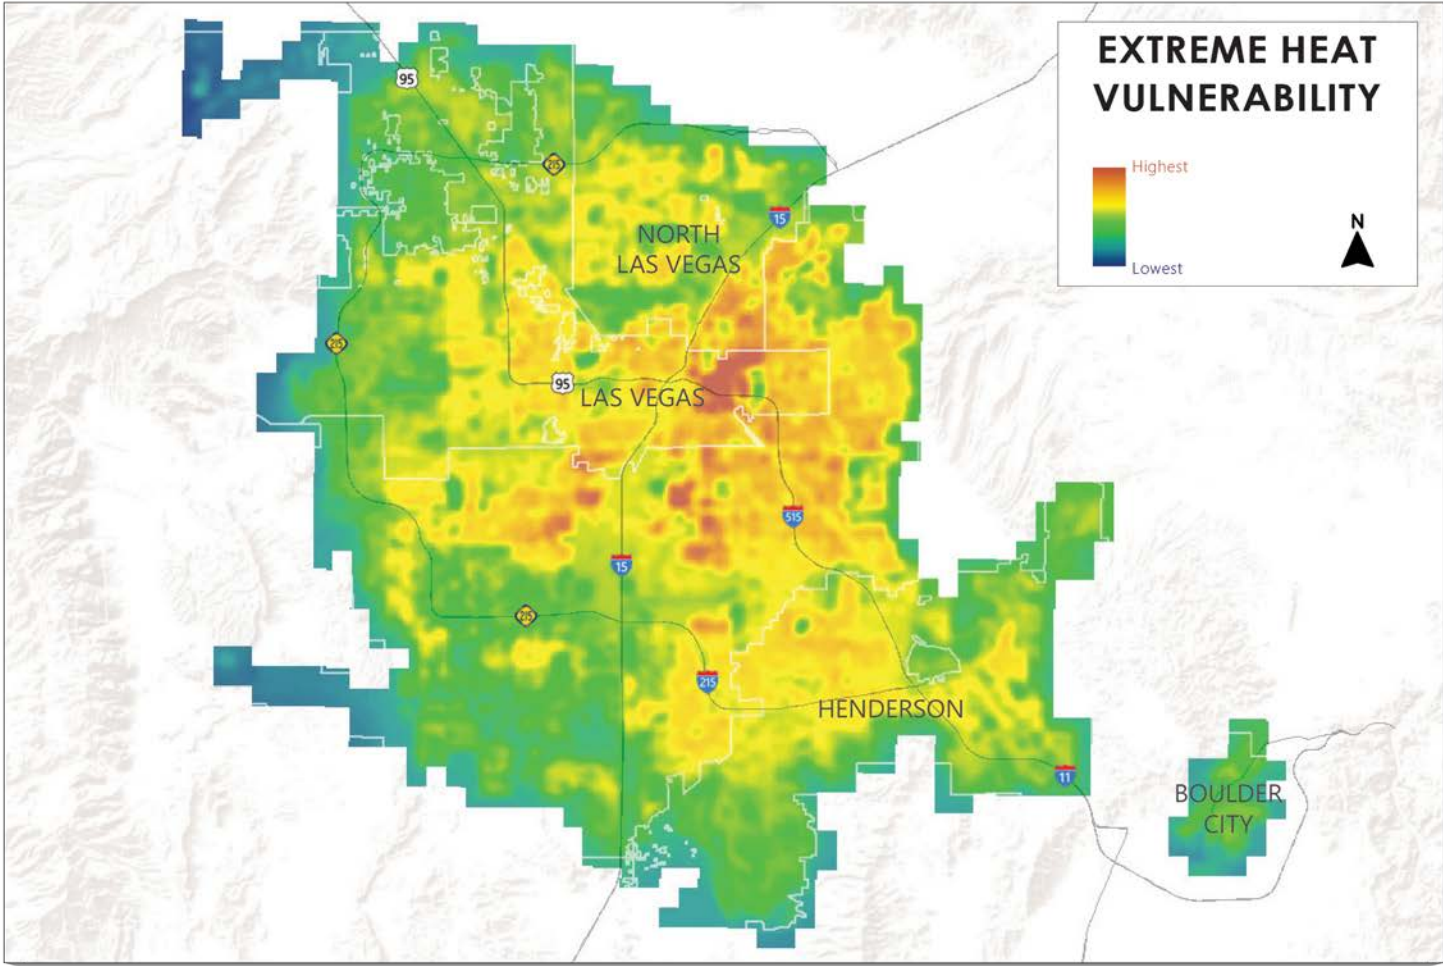 EXTREME HEAT
VULNERABILITY
Highest
Lowest
N
95
215
15
NORTH
LAS VEGAS
215
95
LAS VEGAS
515
15
215
215
HENDERSON
11
BOULDER
CITY